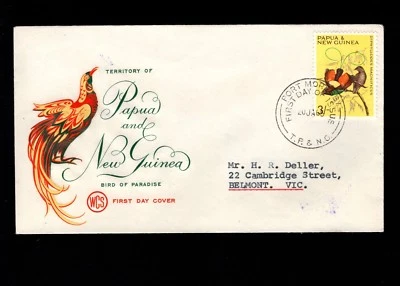 TERRITORY OF
Papua
and
New Guinea
BIRD OF PARADISE
WCS FIRST DAY COVER
PAPUA &
NEW GUINEA
3/-
PORT MORESBY
FIRST DAY OF ISSUE
T.P. & N.G.
Mr. H. R. Deller,
22 Cambridge Street,
BELMONT. VIC.